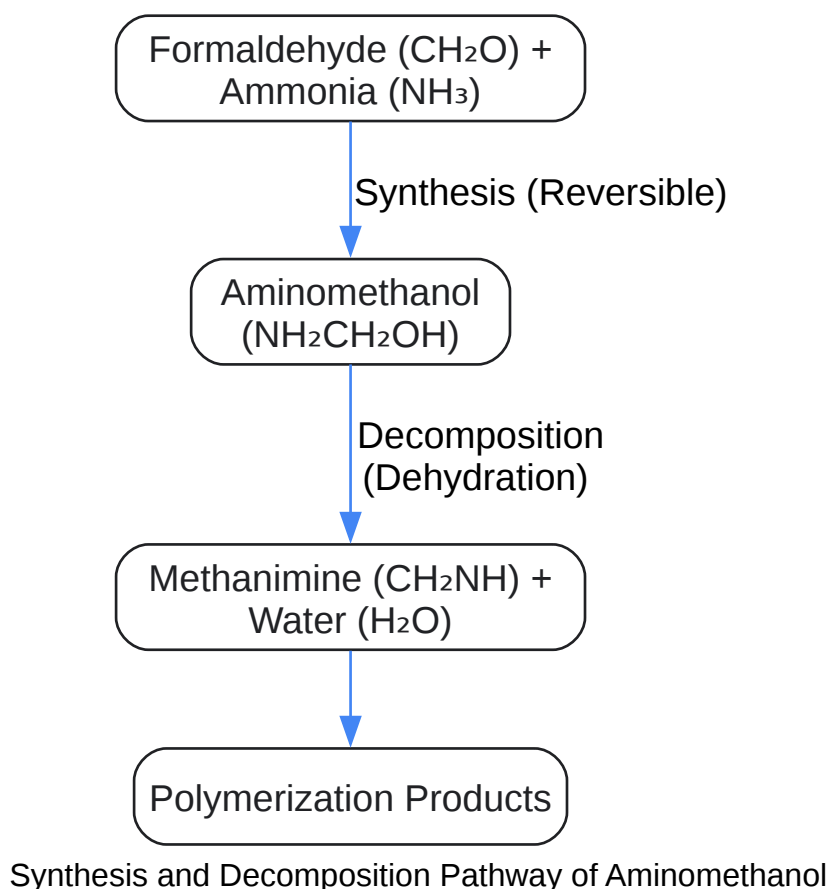 Formaldehyde (CH₂O) +
Ammonia (NH₃)
Synthesis (Reversible)
Aminomethanol
(NH₂CH₂OH)
Decomposition
(Dehydration)
Methanimine (CH₂NH) +
Water (H₂O)
Polymerization Products
Synthesis and Decomposition Pathway of Aminomethanol